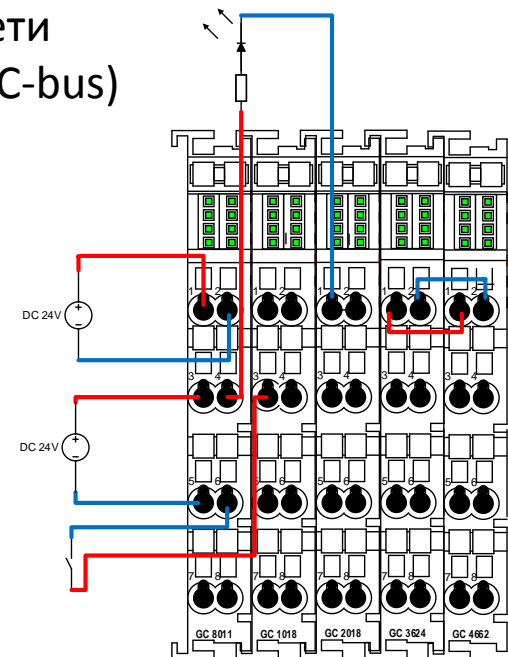 ети
C-bus)
1 2 1 2 1 2 1 2 1 2
DC 24V
+
3 4 3 4 3 4 3 4 3 4
DC 24V
+
5 6 5 6 5 6 5 6 5 6
7 8 7 8 7 8 7 8 7 8
GC 8011 GC 1018 GC 2018 GC 3624 GC 4662